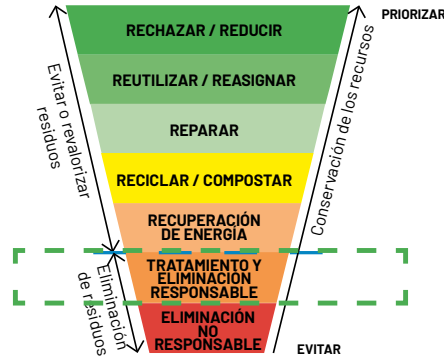 RECHAZAR / REDUCIR
PRIORIZAR
REUTILIZAR / REASIGNAR
REPARAR
RECICLAR / COMPOSTAR
RECUPERACIÓN
DE ENERGÍA
TRATAMIENTO Y
ELIMINACIÓN
RESPONSABLE
ELIMINACIÓN
NO
RESPONSABLE
EVITAR
Evitar o revalorizar
residuos
Eliminación
de residuos
Conservación de los recursos